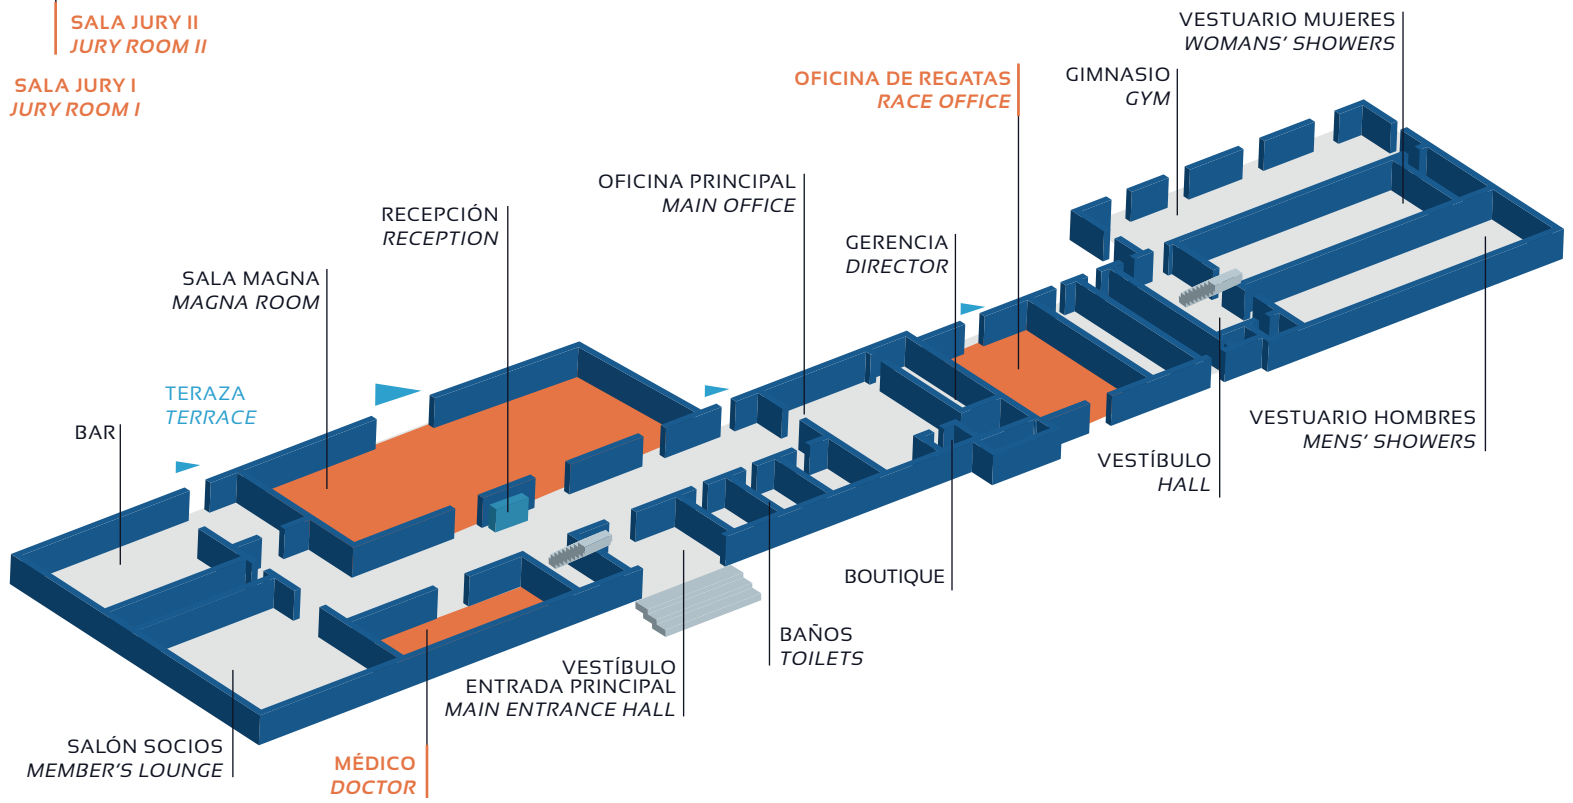 SALA JURY II
JURY ROOM II
SALA JURY I
JURY ROOM I
VESTUARIO MUJERES
WOMANS' SHOWERS
GIMNASIO
GYM
OFICINA DE REGATAS
RACE OFFICE
OFICINA PRINCIPAL
MAIN OFFICE
RECEPCIÓN
RECEPTION
GERENCIA
DIRECTOR
SALA MAGNA
MAGNA ROOM
TERAZA
TERRACE
BAR
VESTUARIO HOMBRES
MENS' SHOWERS
VESTÍBULO
HALL
BOUTIQUE
BAÑOS
TOILETS
VESTÍBULO
ENTRADA PRINCIPAL
MAIN ENTRANCE HALL
SALÓN SOCIOS
MEMBER'S LOUNGE
MÉDICO
DOCTOR